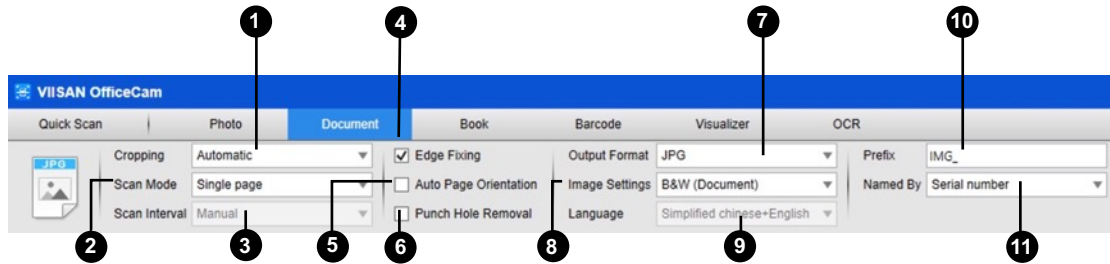 1 4 7 10
VIISAN OfficeCam
Quick Scan Photo Document Book Barcode Visualizer OCR
JPG Cropping Automatic Edge Fixing Output Format JPG Prefix IMG_
Scan Mode Single page Auto Page Orientation Image Settings B&W (Document) Named By Serial number
Scan Interval Manual Punch Hole Removal Language Simplified chinese+English
2 3 5 6 8 9 11